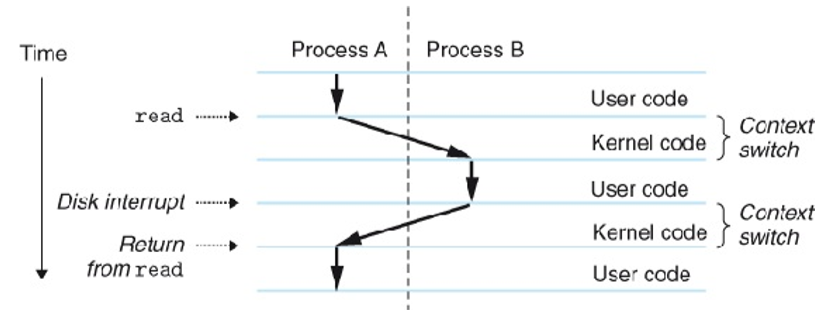 Process A Process B
Time
User code
read
Kernel code
Context
switch
User code
Disk interrupt
Kernel code
Context
switch
Return
from read
User code